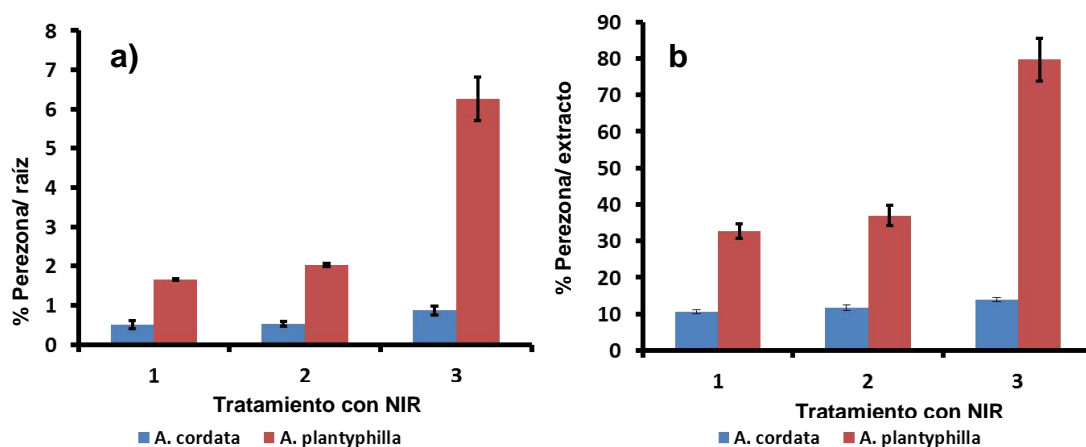 a)
% Perezona/ raíz
8
7
6
5
4
3
2
1
0
1 2 3
Tratamiento con NIR
A. cordata A. plantyphilla
b
% Perezona/ extracto
90
80
70
60
50
40
30
20
10
0
1 2 3
Tratamiento con NIR
A. cordata A. plantyphilla